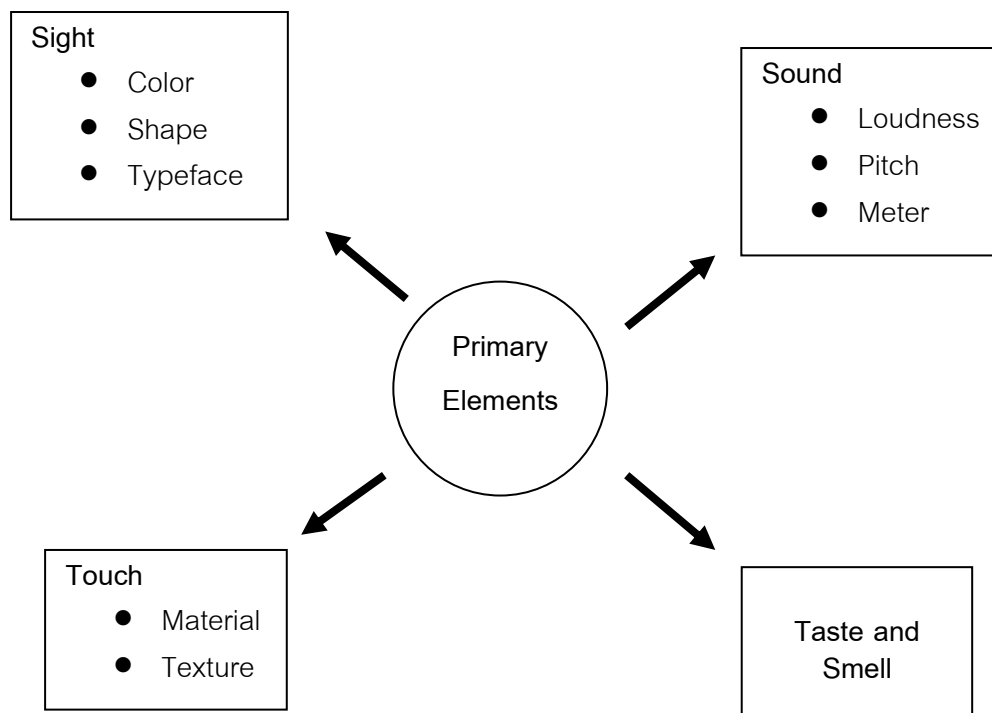 Sight
● Color
● Shape
● Typeface
Sound
● Loudness
● Pitch
● Meter
Primary
Elements
Touch
● Material
● Texture
Taste and
Smell